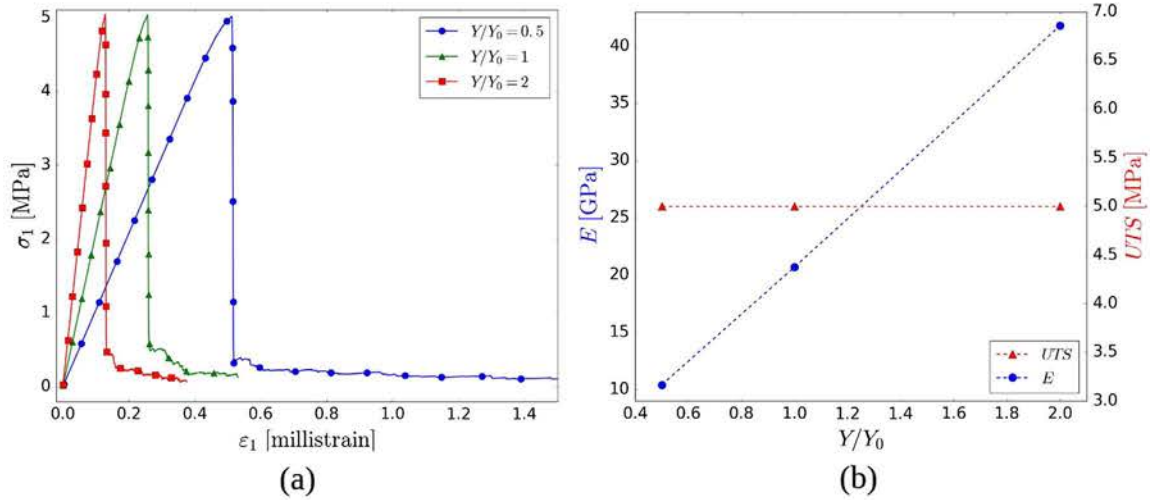 5
4
3
2
1
0
0.0 0.2 0.4 0.6 0.8 1.0 1.2 1.4
σ₁ [MPa]
ε₁ [millistrain]
Y/Y₀ = 0.5
Y/Y₀ = 1
Y/Y₀ = 2
(a)
40
35
30
25
20
15
10
E [GPa]
7.0
6.5
6.0
5.5
5.0
4.5
4.0
3.5
3.0
UTS [MPa]
UTS
E
0.4 0.6 0.8 1.0 1.2 1.4 1.6 1.8 2.0
Y/Y₀
(b)